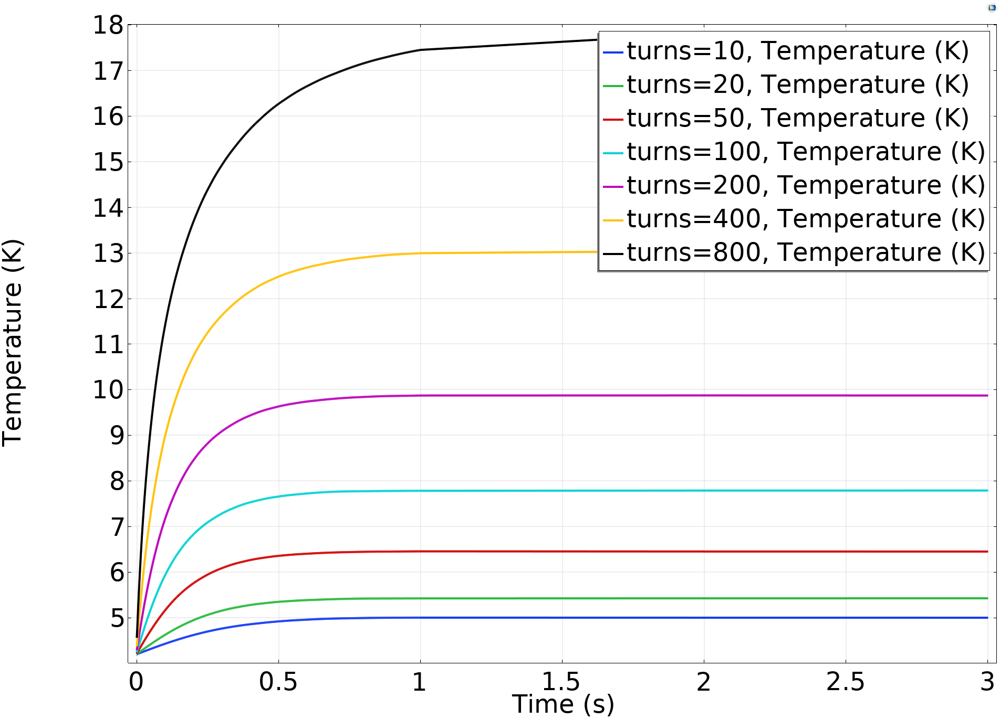 18
17
16
15
14
13
12
11
10
9
8
7
6
5
Temperature (K)
turns=10, Temperature (K)
turns=20, Temperature (K)
turns=50, Temperature (K)
turns=100, Temperature (K)
turns=200, Temperature (K)
turns=400, Temperature (K)
turns=800, Temperature (K)
0 0.5 1 1.5 2 2.5 3
Time (s)